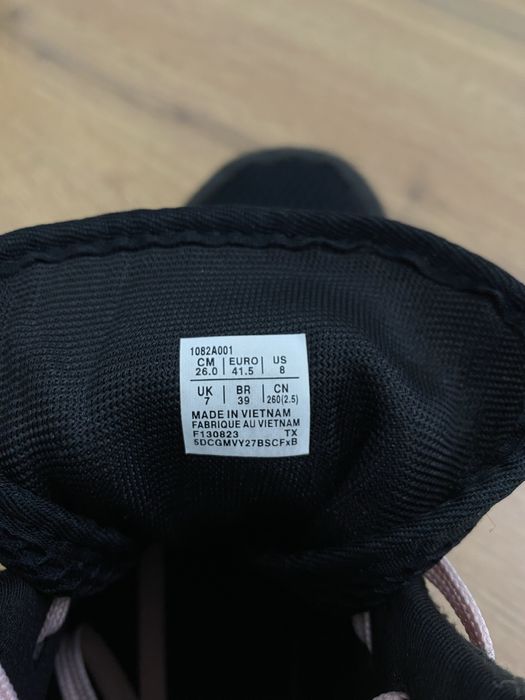 1082A001
CM EURO US
26.0 41.5 8
UK BR CN
7 39 260(2.5)
MADE IN VIETNAM
FABRIQUE AU VIETNAM
F130823 TX
5DCGMVY27BSCFxB